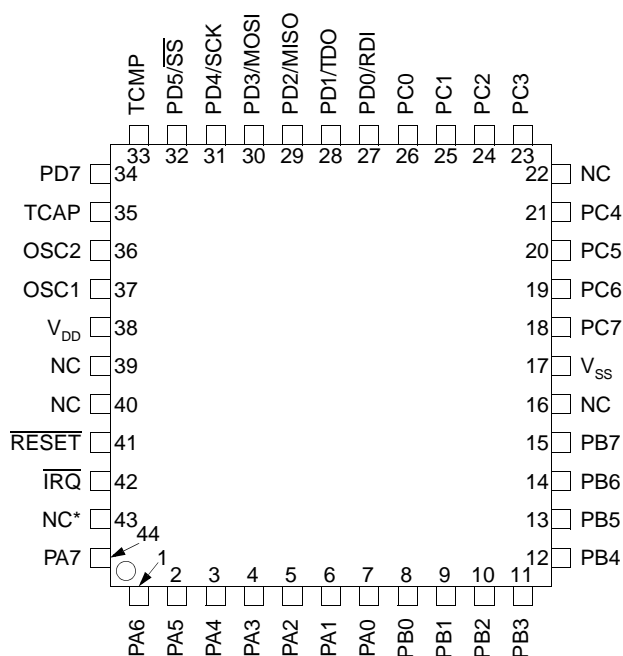 TCMP
PD5/S̅S̅
PD4/SCK
PD3/MOSI
PD2/MISO
PD1/TDO
PD0/RDI
PC0
PC1
PC2
PC3
33 32 31 30 29 28 27 26 25 24 23
PD7 34
TCAP 35
OSC2 36
OSC1 37
VDD 38
NC 39
NC 40
R̅E̅S̅E̅T̅ 41
I̅R̅Q̅ 42
NC* 43
PA7 44
22 NC
21 PC4
20 PC5
19 PC6
18 PC7
17 VSS
16 NC
15 PB7
14 PB6
13 PB5
12 PB4
1 2 3 4 5 6 7 8 9 10 11
PA6
PA5
PA4
PA3
PA2
PA1
PA0
PB0
PB1
PB2
PB3